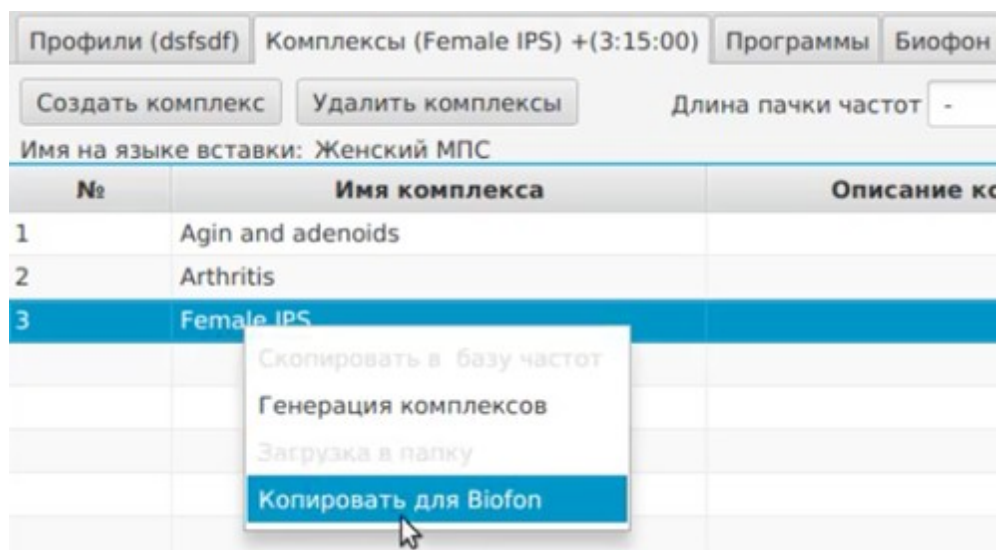 Профили (dsfsdf) Комплексы (Female IPS) +(3:15:00) Программы Биофон
Создать комплекс Удалить комплексы Длина пачки частот -
Имя на языке вставки: Женский МПС
№ Имя комплекса Описание ко
1 Agin and adenoids
2 Arthritis
3 Female IPS
Скопировать в базу частот
Генерация комплексов
Загрузка в папку
Копировать для Biofon